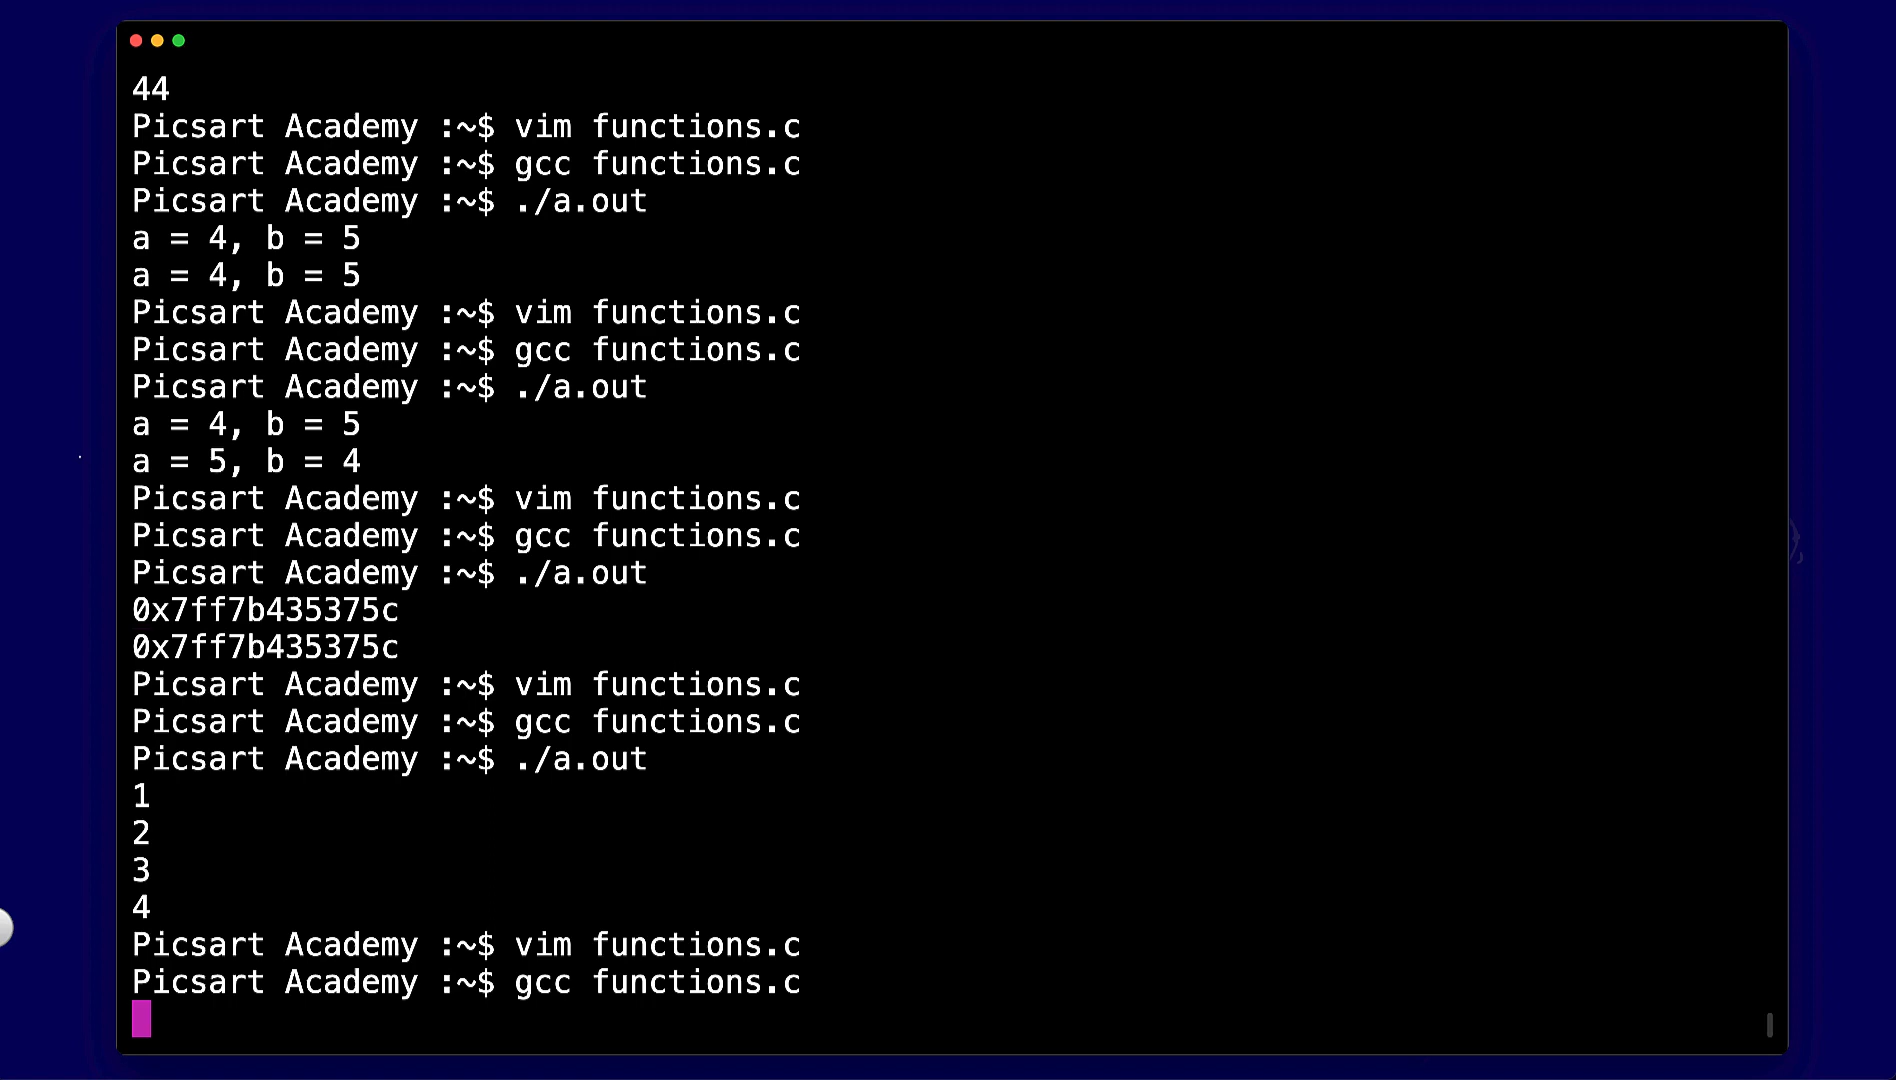 44
Picsart Academy :~$ vim functions.c
Picsart Academy :~$ gcc functions.c
Picsart Academy :~$ ./a.out
a = 4, b = 5
a = 4, b = 5
Picsart Academy :~$ vim functions.c
Picsart Academy :~$ gcc functions.c
Picsart Academy :~$ ./a.out
a = 4, b = 5
a = 5, b = 4
Picsart Academy :~$ vim functions.c
Picsart Academy :~$ gcc functions.c
Picsart Academy :~$ ./a.out
0x7ff7b435375c
0x7ff7b435375c
Picsart Academy :~$ vim functions.c
Picsart Academy :~$ gcc functions.c
Picsart Academy :~$ ./a.out
1
2
3
4
Picsart Academy :~$ vim functions.c
Picsart Academy :~$ gcc functions.c